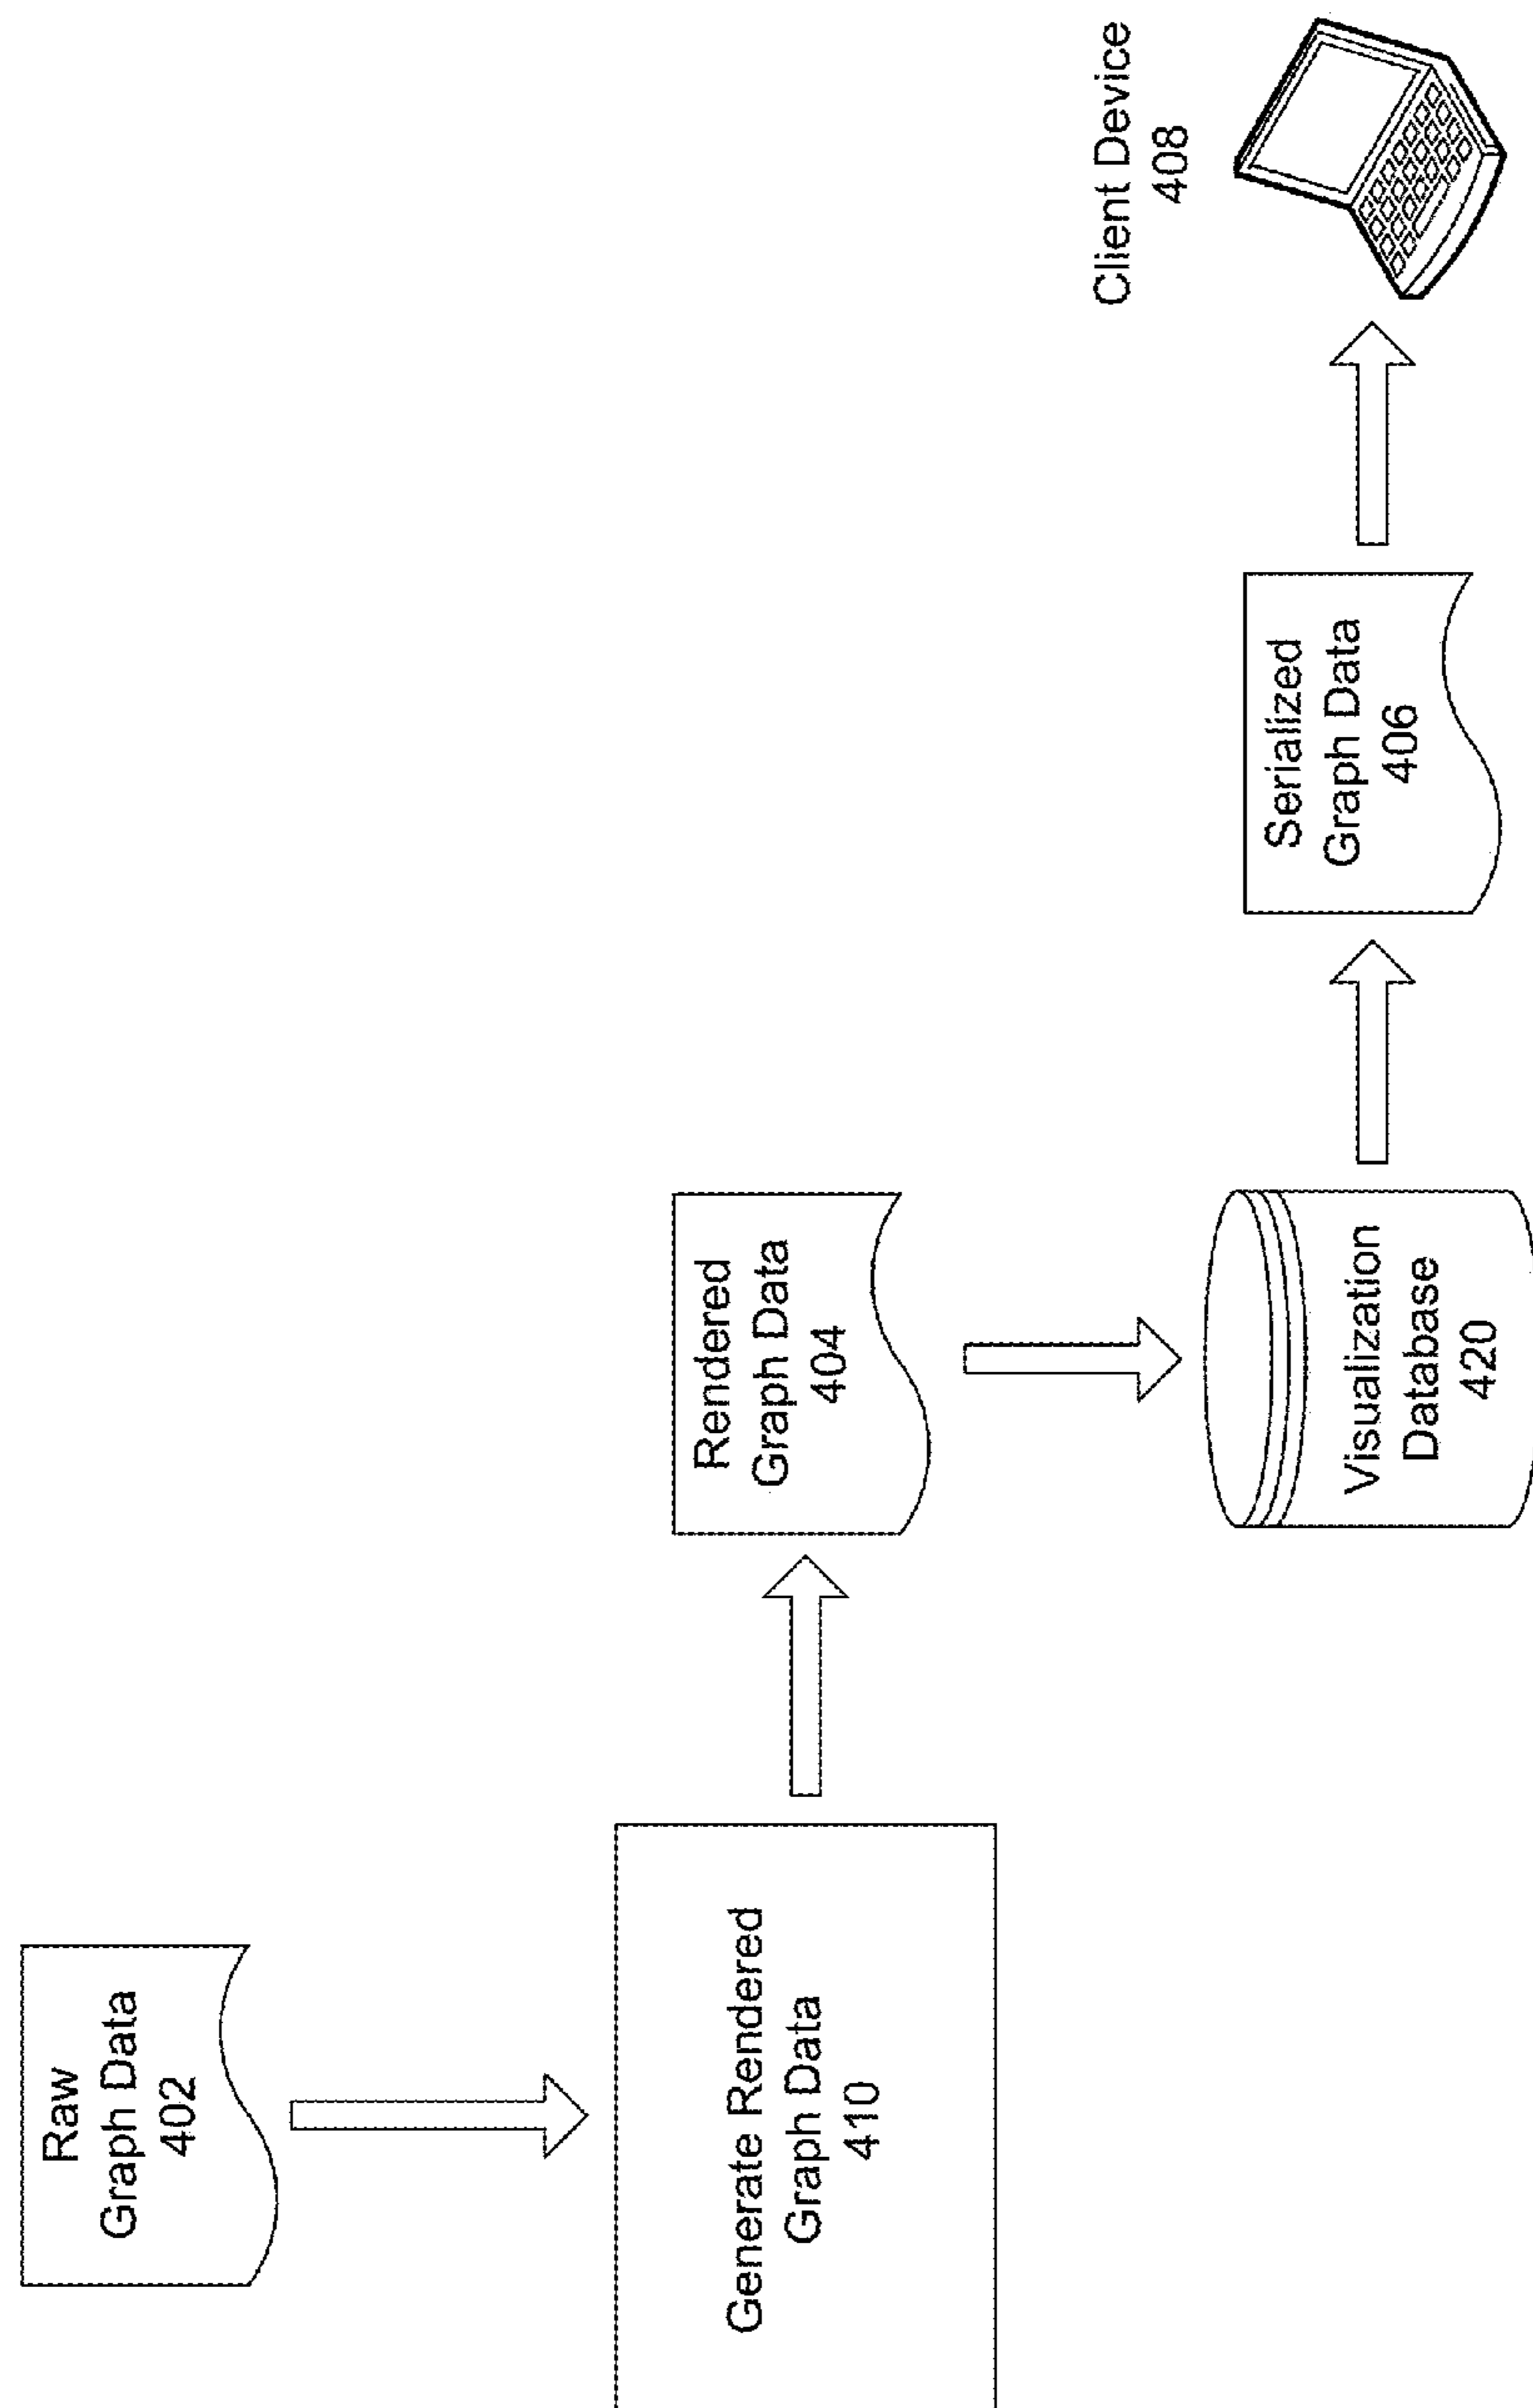 Raw
Graph Data
402
Generate Rendered
Graph Data
410
Rendered
Graph Data
404
Visualization
Database
420
Serialized
Graph Data
406
Client Device
408